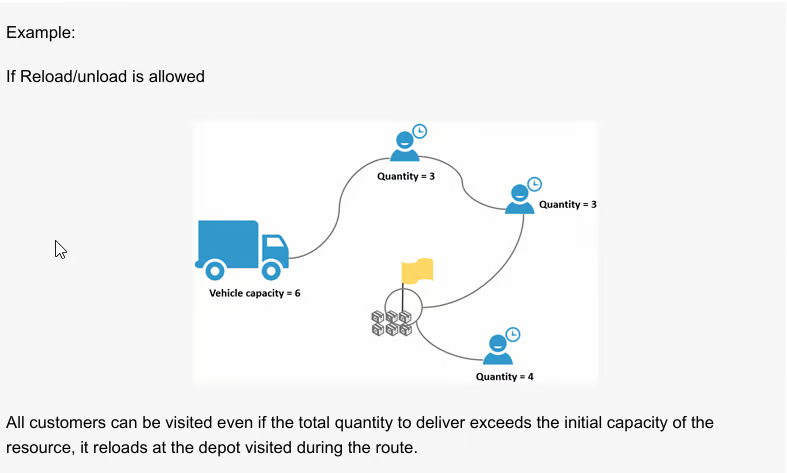 Example:
If Reload/unload is allowed
Quantity = 3
Quantity = 3
Vehicle capacity = 6
Quantity = 4
All customers can be visited even if the total quantity to deliver exceeds the initial capacity of the
resource, it reloads at the depot visited during the route.